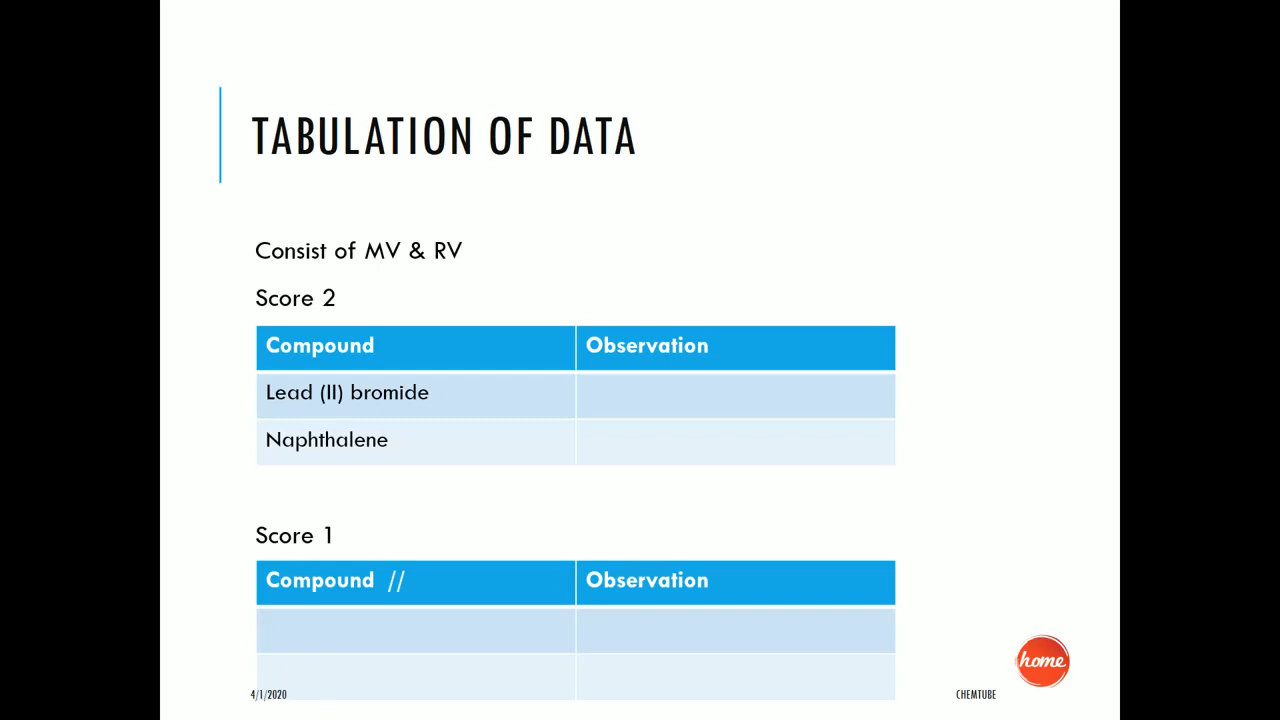 TABULATION OF DATA
Consist of MV & RV
Score 2
Compound Observation
Lead (II) bromide
Naphthalene
Score 1
Compound // Observation
home
4/1/2020 CHEMTUBE